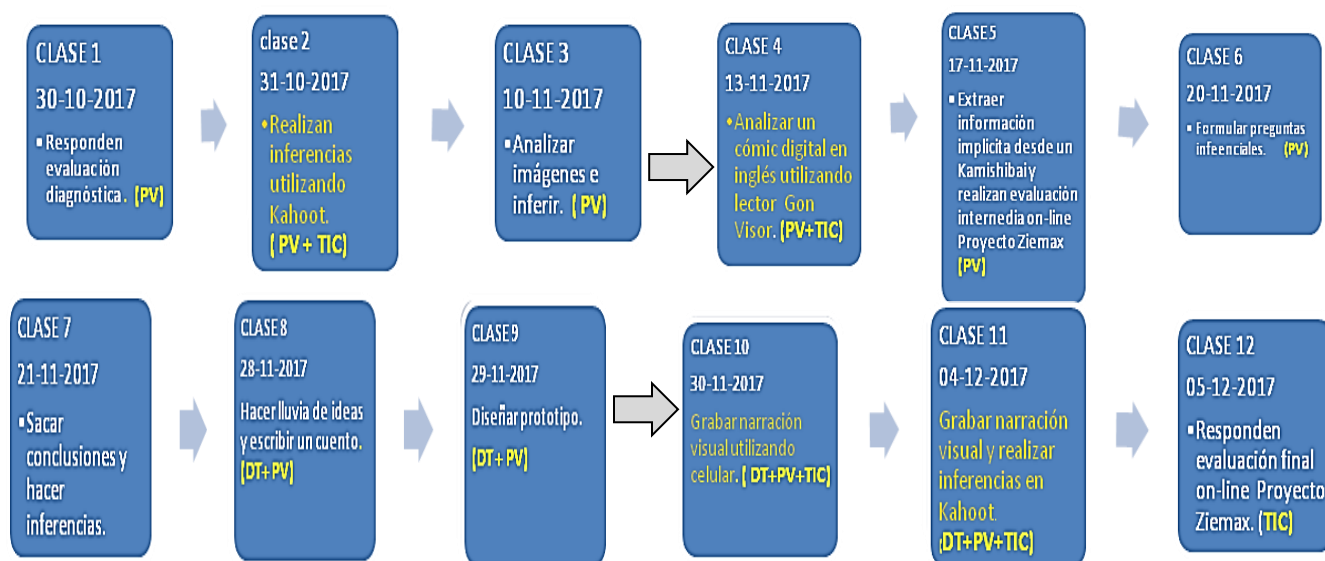 CLASE 1
30-10-2017
▪Responden
evaluación
diagnóstica. (PV)
clase 2
31-10-2017
•Realizan
inferencias
utilizando
Kahoot.
( PV + TIC)
CLASE 3
10-11-2017
▪Analizar
imágenes e
inferir. ( PV)
CLASE 4
13-11-2017
•Analizar un
cómic digital en
inglés utilizando
lector Gon
Visor. (PV+TIC)
CLASE 5
17-11-2017
▪Extraer
información
implicita desde un
Kamishibai y
realizan evaluación
internedia on-line
Proyecto Ziemax
(PV)
CLASE 6
20-11-2017
▪Formular preguntas
infeenciales. (PV)
CLASE 7
21-11-2017
▪Sacar
conclusiones y
hacer
inferencias.
CLASE 8
28-11-2017
Hacer lluvia de ideas
y escribir un cuento.
(DT+ PV)
CLASE 9
29-11-2017
Diseñar prototipo.
(DT+ PV)
CLASE 10
30-11-2017
Grabar narración
visual utilizando
celular. ( DT+PV+TIC)
CLASE 11
04-12-2017
Grabar narración
visual y realizar
inferencias en
Kahoot.
(DT+PV+TIC)
CLASE 12
05-12-2017
▪Responden
evaluación final
on-line Proyecto
Ziemax. (TIC)